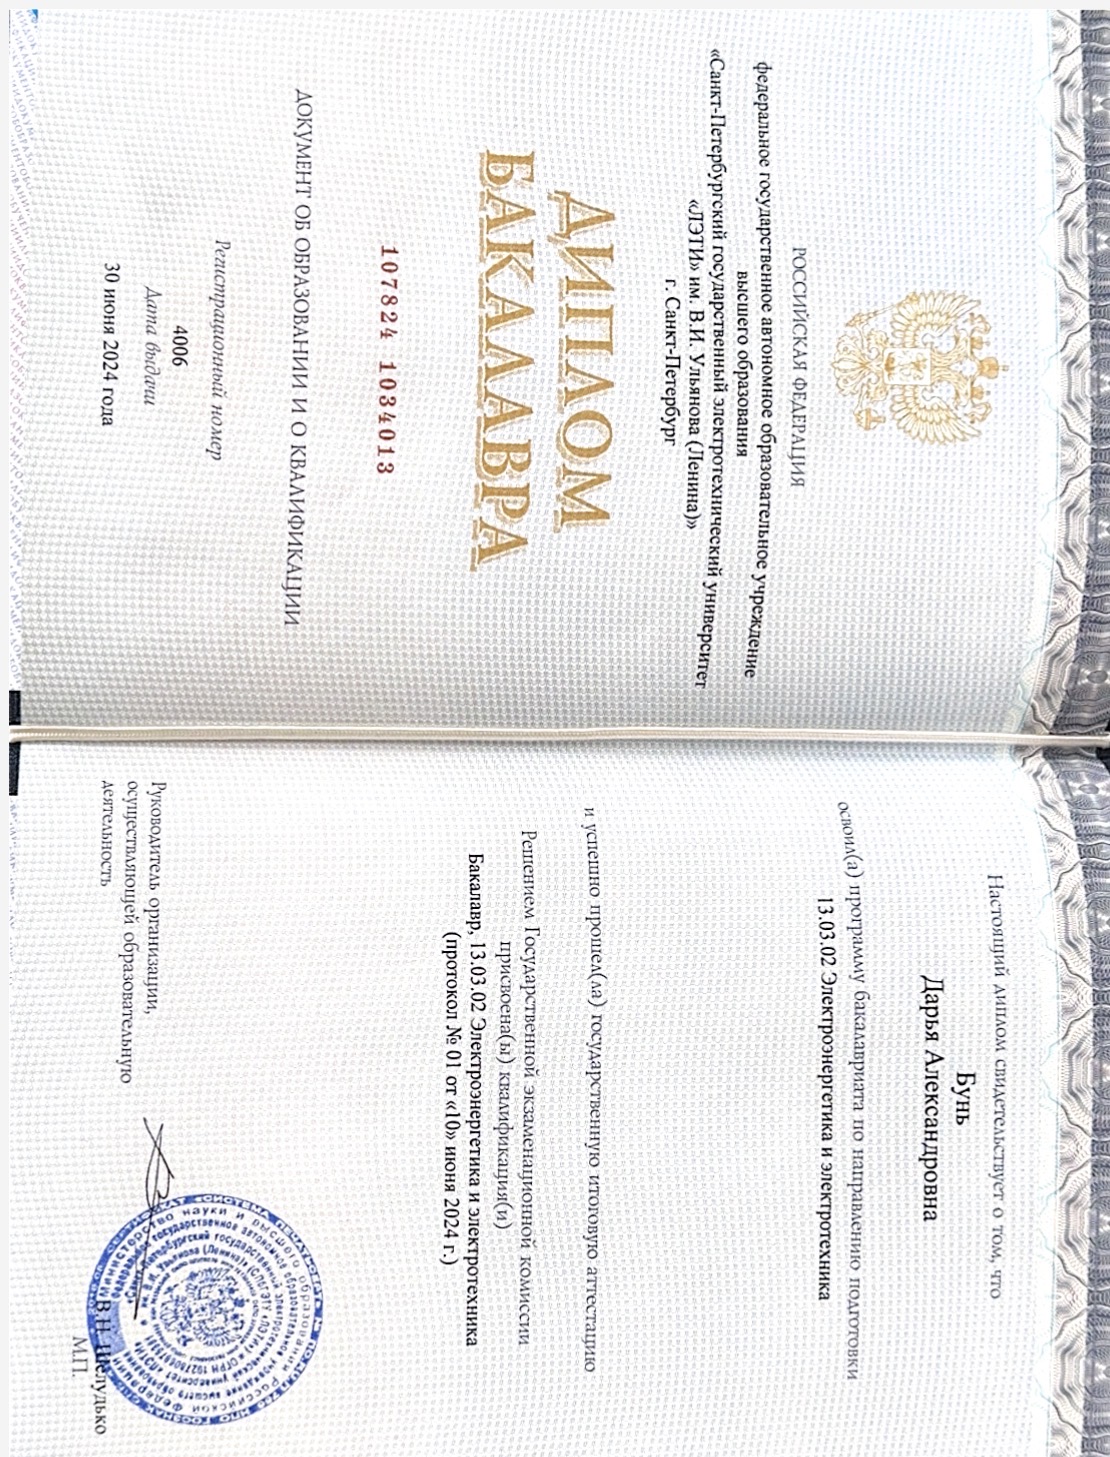 РОССИЙСКАЯ ФЕДЕРАЦИЯ
федеральное государственное автономное образовательное учреждение
высшего образования
«Санкт-Петербургский государственный электротехнический университет
«ЛЭТИ» им. В.И. Ульянова (Ленина)»
г. Санкт-Петербург
ДИПЛОМ
БАКАЛАВРА
107824 1034013
ДОКУМЕНТ ОБ ОБРАЗОВАНИИ И О КВАЛИФИКАЦИИ
Регистрационный номер
4006
Дата выдачи
30 июня 2024 года
Настоящий диплом свидетельствует о том, что
Бунь
Дарья Александровна
освоил(а) программу бакалавриата по направлению подготовки
13.03.02 Электроэнергетика и электротехника
и успешно прошел(ла) государственную итоговую аттестацию
Решением Государственной экзаменационной комиссии
присвоена(ы) квалификация(и)
Бакалавр, 13.03.02 Электроэнергетика и электротехника
(протокол № 01 от «10» июня 2024 г.)
Руководитель организации,
осуществляющей образовательную
деятельность
В.Н. Шелудько
М.П.